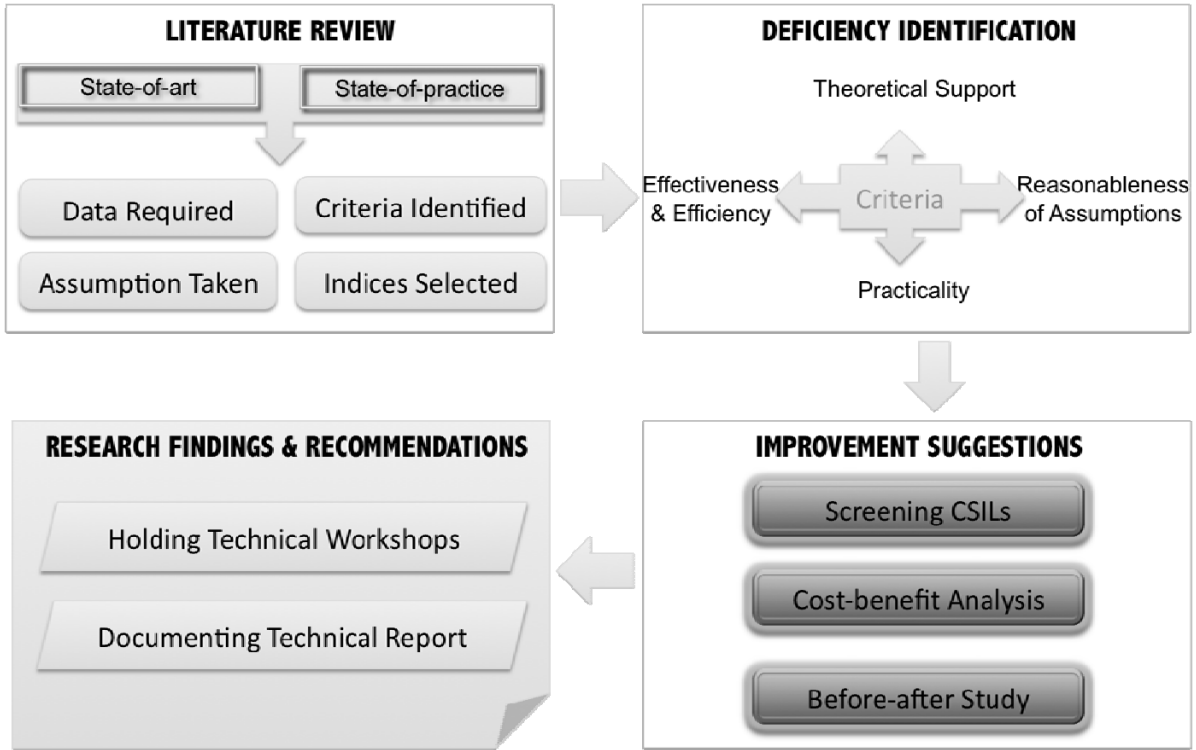 LITERATURE REVIEW
State-of-art
State-of-practice
Data Required
Criteria Identified
Assumption Taken
Indices Selected
DEFICIENCY IDENTIFICATION
Theoretical Support
Effectiveness
& Efficiency
Criteria
Reasonableness
of Assumptions
Practicality
IMPROVEMENT SUGGESTIONS
Screening CSILs
Cost-benefit Analysis
Before-after Study
RESEARCH FINDINGS & RECOMMENDATIONS
Holding Technical Workshops
Documenting Technical Report